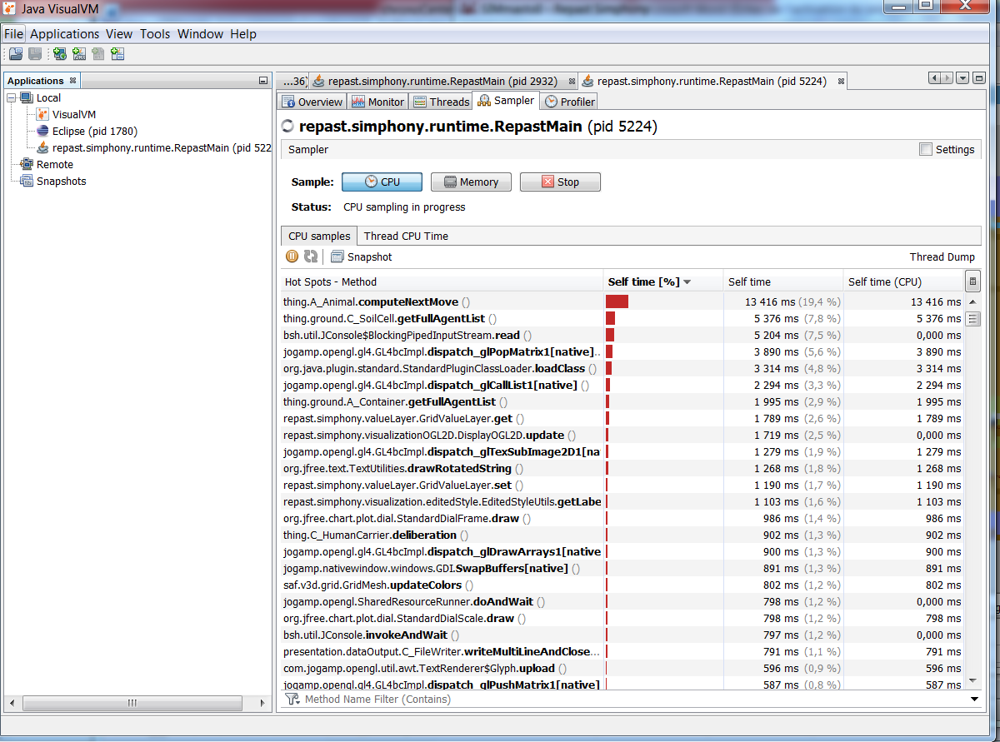 Java VisualVM
File Applications View Tools Window Help
Applications
Local
VisualVM
Eclipse (pid 1780)
repast.simphony.runtime.RepastMain (pid 522
Remote
Snapshots
...36) repast.simphony.runtime.RepastMain (pid 2932) repast.simphony.runtime.RepastMain (pid 5224)
Overview Monitor Threads Sampler Profiler
repast.simphony.runtime.RepastMain (pid 5224)
Sampler Settings
Sample: CPU Memory Stop
Status: CPU sampling in progress
CPU samples Thread CPU Time
Snapshot Thread Dump
Hot Spots - Method Self time [%] Self time Self time (CPU)
thing.A_Animal.computeNextMove () 13 416 ms (19,4 %) 13 416 ms
thing.ground.C_SoilCell.getFullAgentList () 5 376 ms (7,8 %) 5 376 ms
bsh.util.JConsole$BlockingPipedInputStream.read () 5 204 ms (7,5 %) 0,000 ms
jogamp.opengl.gl4.GL4bcImpl.dispatch_glPopMatrix1[native].. 3 890 ms (5,6 %) 3 890 ms
org.java.plugin.standard.StandardPluginClassLoader.loadClass () 3 314 ms (4,8 %) 3 314 ms
jogamp.opengl.gl4.GL4bcImpl.dispatch_glCallList1[native] () 2 294 ms (3,3 %) 2 294 ms
thing.ground.A_Container.getFullAgentList () 1 995 ms (2,9 %) 1 995 ms
repast.simphony.valueLayer.GridValueLayer.get () 1 789 ms (2,6 %) 1 789 ms
repast.simphony.visualizationOGL2D.DisplayOGL2D.update () 1 719 ms (2,5 %) 0,000 ms
jogamp.opengl.gl4.GL4bcImpl.dispatch_glTexSubImage2D1[na 1 279 ms (1,9 %) 1 279 ms
org.jfree.text.TextUtilities.drawRotatedString () 1 268 ms (1,8 %) 1 268 ms
repast.simphony.valueLayer.GridValueLayer.set () 1 190 ms (1,7 %) 1 190 ms
repast.simphony.visualization.editedStyle.EditedStyleUtils.getLabe 1 103 ms (1,6 %) 1 103 ms
org.jfree.chart.plot.dial.StandardDialFrame.draw () 986 ms (1,4 %) 986 ms
thing.C_HumanCarrier.deliberation () 902 ms (1,3 %) 902 ms
jogamp.opengl.gl4.GL4bcImpl.dispatch_glDrawArrays1[native 900 ms (1,3 %) 900 ms
jogamp.nativewindow.windows.GDI.SwapBuffers[native] () 891 ms (1,3 %) 891 ms
saf.v3d.grid.GridMesh.updateColors () 802 ms (1,2 %) 802 ms
jogamp.opengl.SharedResourceRunner.doAndWait () 798 ms (1,2 %) 0,000 ms
org.jfree.chart.plot.dial.StandardDialScale.draw () 798 ms (1,2 %) 798 ms
bsh.util.JConsole.invokeAndWait () 797 ms (1,2 %) 0,000 ms
presentation.dataOutput.C_FileWriter.writeMultiLineAndClose... 791 ms (1,1 %) 791 ms
com.jogamp.opengl.util.awt.TextRenderer$Glyph.upload () 596 ms (0,9 %) 596 ms
jogamp.opengl.gl4.GL4bcImpl.dispatch_glPushMatrix1[native] 587 ms (0,8 %) 587 ms
Method Name Filter (Contains)